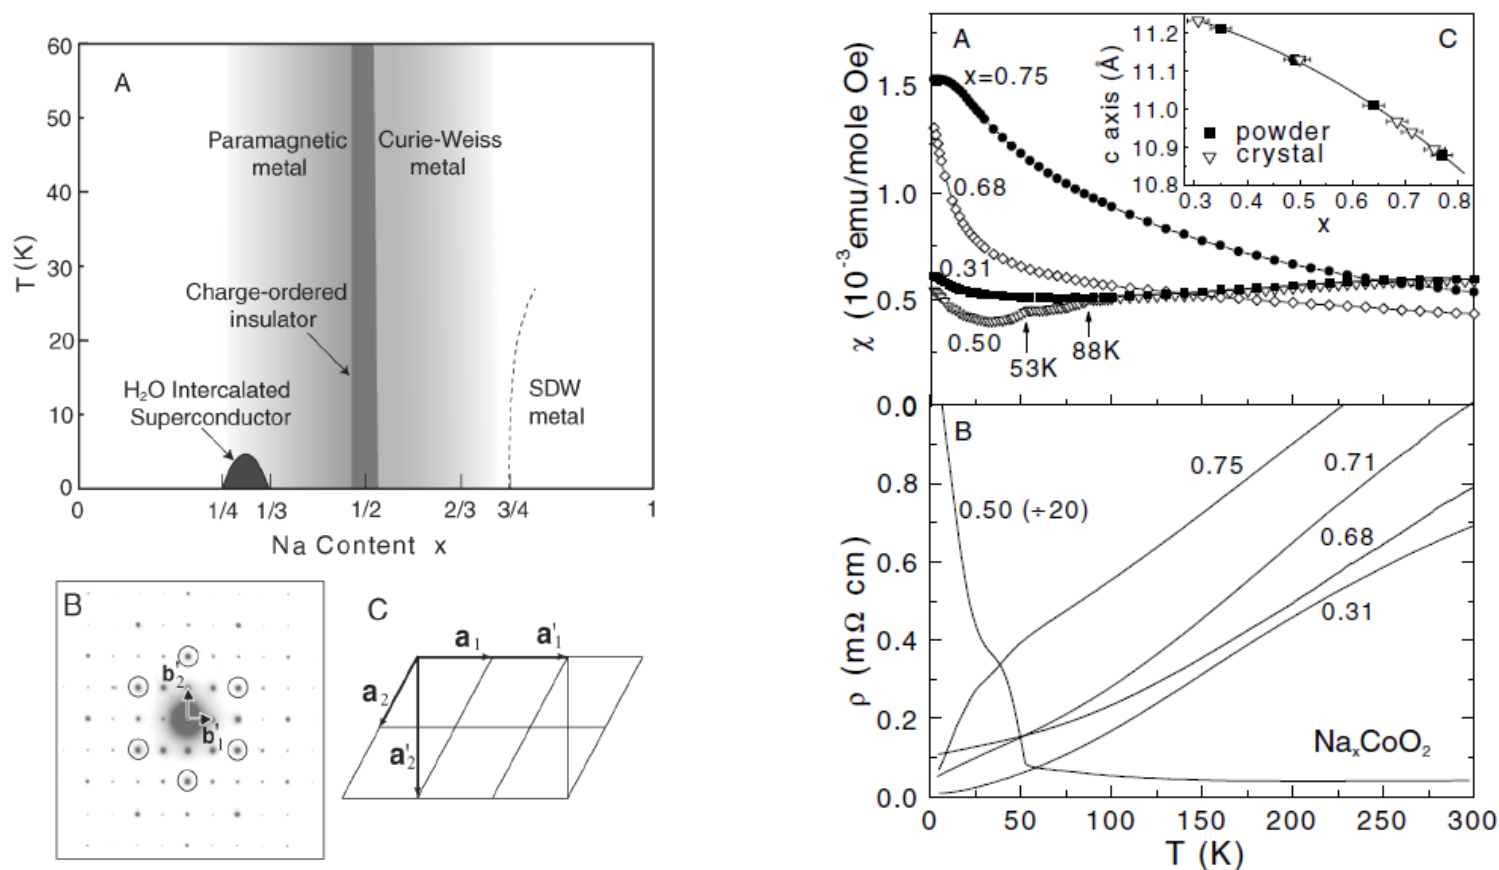 A
60
50
40
30
20
10
0
T (K)
Paramagnetic
metal
Curie-Weiss
metal
Charge-ordered
insulator
H₂O Intercalated
Superconductor
SDW
metal
0 1/4 1/3 1/2 2/3 3/4 1
Na Content x
B
b'₂
b'₁
C
a₁ a'₁
a₂
a'₂
A
χ (10⁻³emu/mole Oe)
1.5
1.0
0.5
0.0
x=0.75
0.68
0.31
0.50
53K
88K
C
c axis (Å)
11.2
11.1
11.0
10.9
10.8
■ powder
▽ crystal
0.3 0.4 0.5 0.6 0.7 0.8
x
B
ρ (mΩ cm)
0
0.8
0.6
0.4
0.2
0.0
0.50 (÷20)
0.75
0.71
0.68
0.31
NaₓCoO₂
0 50 100 150 200 250 300
T (K)